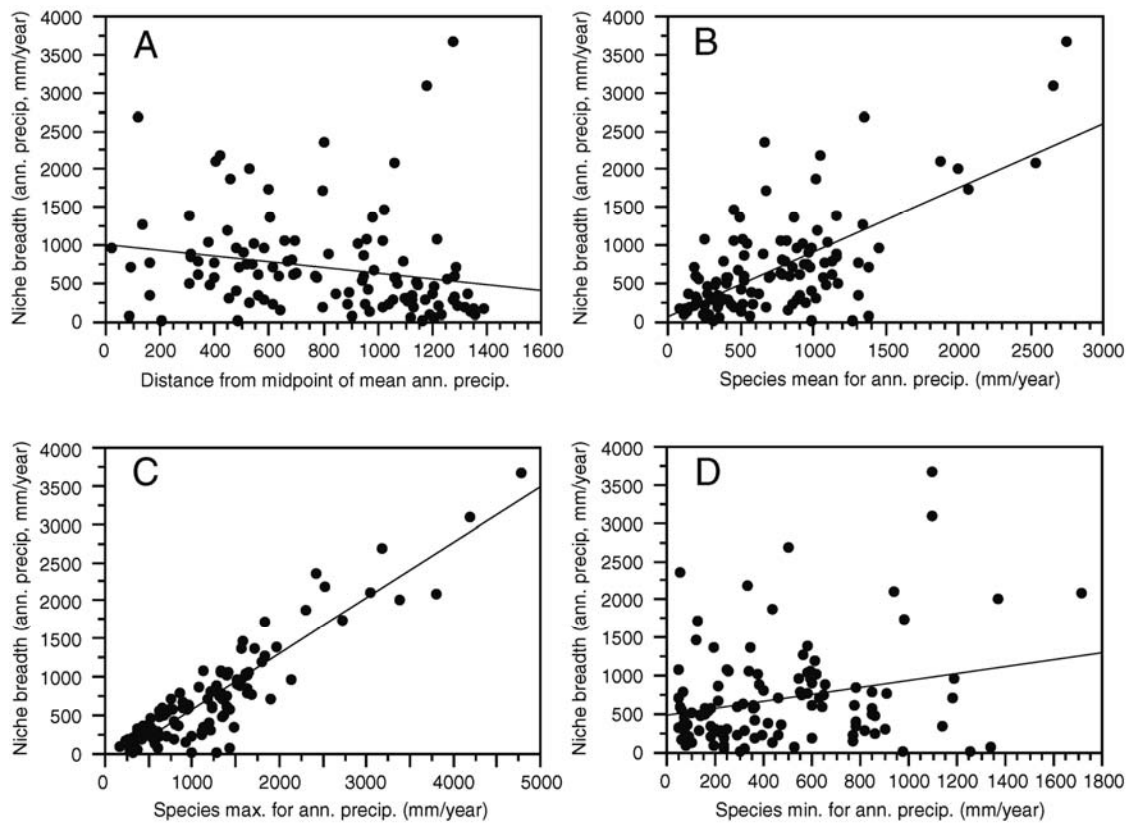 A
4000
3500
3000
2500
2000
1500
1000
500
0
Niche breadth (ann. precip, mm/year)
0 200 400 600 800 1000 1200 1400 1600
Distance from midpoint of mean ann. precip.
B
4000
3500
3000
2500
2000
1500
1000
500
0
Niche breadth (ann. precip, mm/year)
0 500 1000 1500 2000 2500 3000
Species mean for ann. precip. (mm/year)
C
4000
3500
3000
2500
2000
1500
1000
500
0
Niche breadth (ann. precip, mm/year)
0 500 1000 1500 2000 3000 4000 5000
Species max. for ann. precip. (mm/year)
D
4000
3500
3000
2500
2000
1500
1000
500
0
Niche breadth (ann. precip, mm/year)
0 200 400 600 800 1000 1200 1400 1600 1800
Species min. for ann. precip. (mm/year)